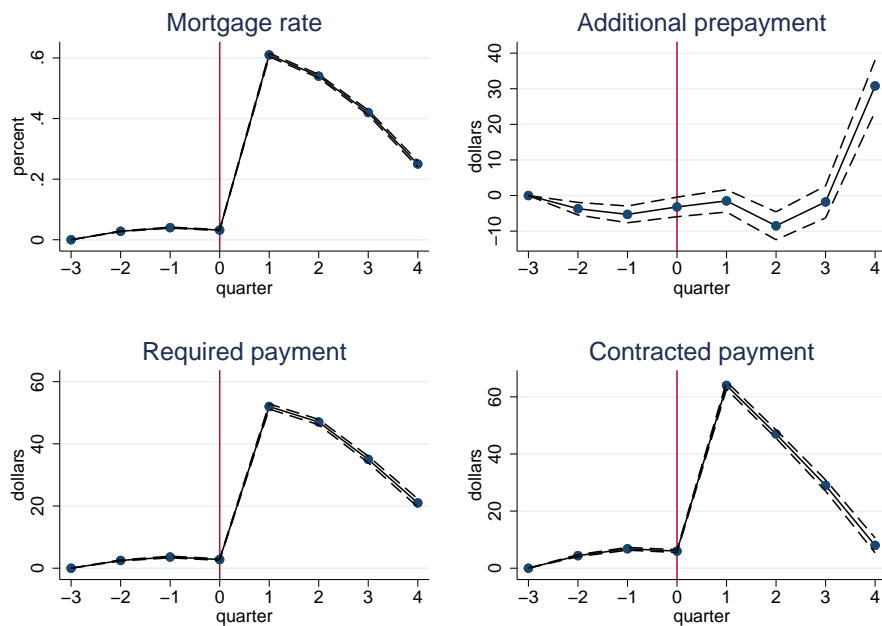 Mortgage rate
percent
.6
.4
.2
0
−3 −2 −1 0 1 2 3 4
quarter
Additional prepayment
dollars
40
30
20
10
0
−10
−3 −2 −1 0 1 2 3 4
quarter
Required payment
dollars
60
40
20
0
−3 −2 −1 0 1 2 3 4
quarter
Contracted payment
dollars
60
40
20
0
−3 −2 −1 0 1 2 3 4
quarter